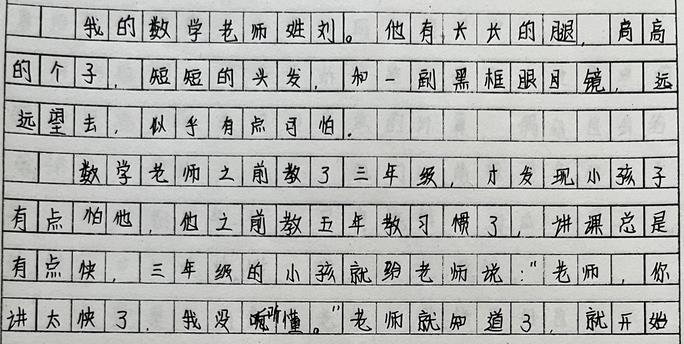 我的数学老师姓刘。他有长长的腿，高高
的个子，短短的头发，和一副黑框眼目镜，远
远望去，似乎有点可怕．
数学老师之前教了三年级，才发现小孩子
有点怕他，他之前教五年教习惯了，讲课总是
有点快，三年级的小孩就给老师说："老师，你
讲太快了，我没听懂。"老师就知道了，就开始